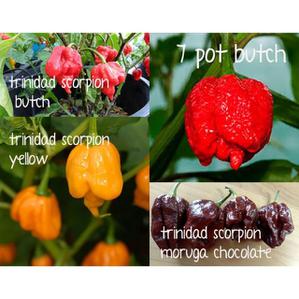 trinidad scorpion
butch
7 pot butch
trinidad scorpion
yellow
trinidad scorpion
moruga chocolate